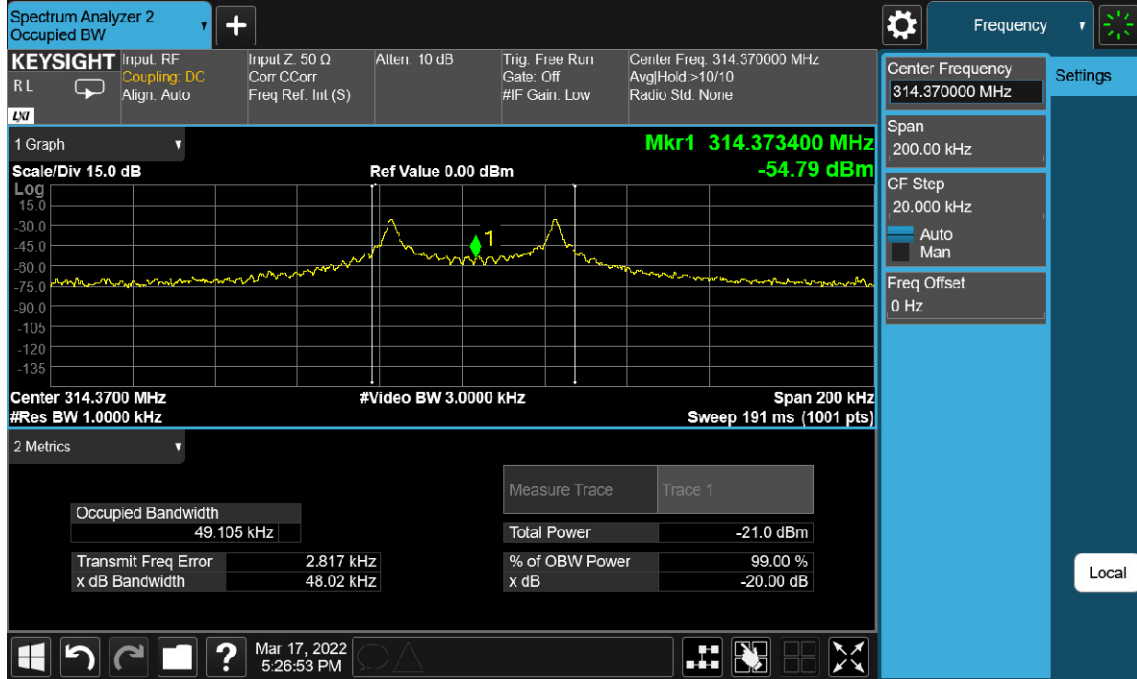 Spectrum Analyzer 2
Occupied BW
+
Frequency
KEYSIGHT
R L
LXI
Input: RF
Coupling: DC
Align: Auto
Input Z: 50 Ω
Corr CCorr
Freq Ref: Int (S)
Atten: 10 dB
Trig: Free Run
Gate: Off
#IF Gain: Low
Center Freq: 314.370000 MHz
Avg|Hold:>10/10
Radio Std: None
Center Frequency
314.370000 MHz
Settings
Span
200.00 kHz
CF Step
20.000 kHz
Auto
Man
Freq Offset
0 Hz
Local
1 Graph
Mkr1 314.373400 MHz
-54.79 dBm
Scale/Div 15.0 dB
Ref Value 0.00 dBm
Log
15.0
-30.0
-45.0
-60.0
-75.0
-90.0
-105
-120
-135
1
Center 314.3700 MHz
#Video BW 3.0000 kHz
Span 200 kHz
#Res BW 1.0000 kHz
Sweep 191 ms (1001 pts)
2 Metrics
Measure Trace
Trace 1
Occupied Bandwidth
49.105 kHz
Total Power
-21.0 dBm
Transmit Freq Error
2.817 kHz
% of OBW Power
99.00 %
x dB Bandwidth
48.02 kHz
x dB
-20.00 dB
?
Mar 17, 2022
5:26:53 PM